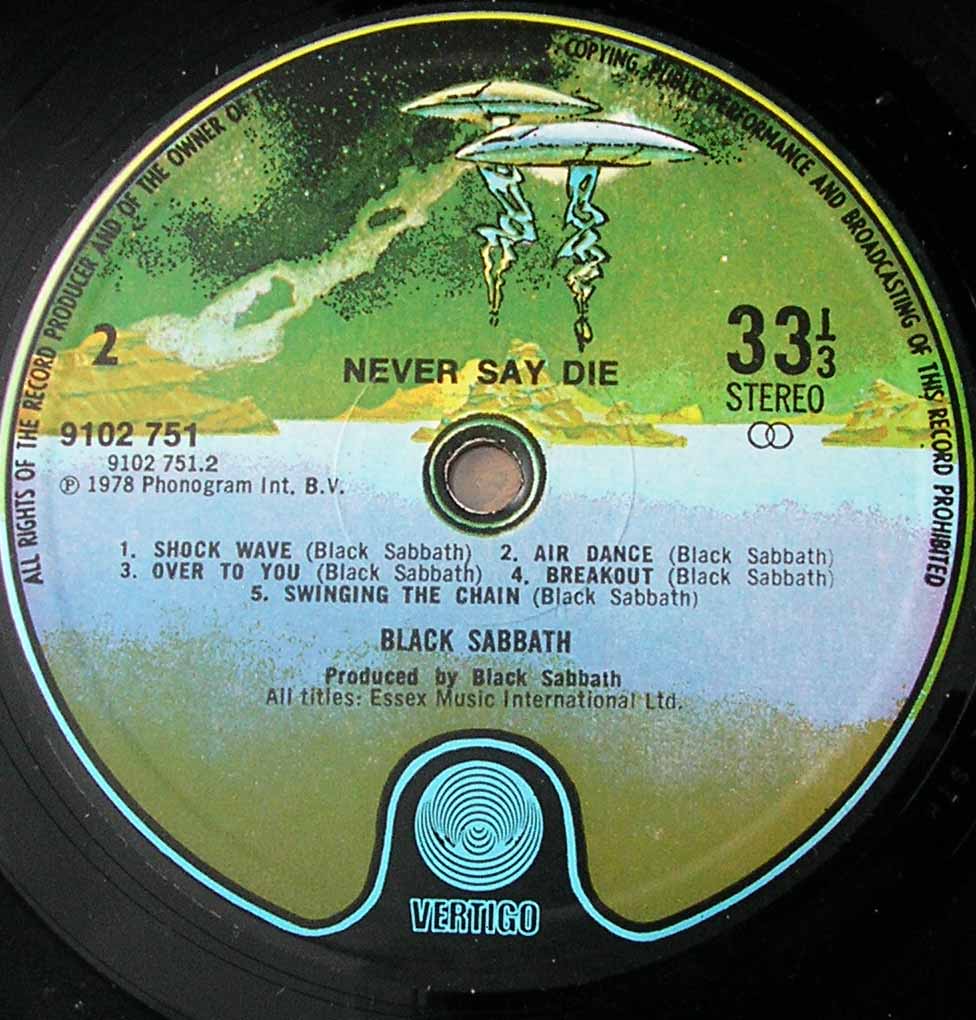 ALL RIGHTS OF THE RECORD PRODUCER AND OF THE OWNER OF
COPYING, PUBLIC PERFORMANCE AND BROADCASTING OF THIS RECORD PROHIBITED
2
33 1/3
NEVER SAY DIE
STEREO
9102 751
9102 751.2
℗ 1978 Phonogram Int. B.V.
1. SHOCK WAVE (Black Sabbath) 2. AIR DANCE (Black Sabbath)
3. OVER TO YOU (Black Sabbath) 4. BREAKOUT (Black Sabbath)
5. SWINGING THE CHAIN (Black Sabbath)
BLACK SABBATH
Produced by Black Sabbath
All titles: Essex Music International Ltd.
VERTIGO